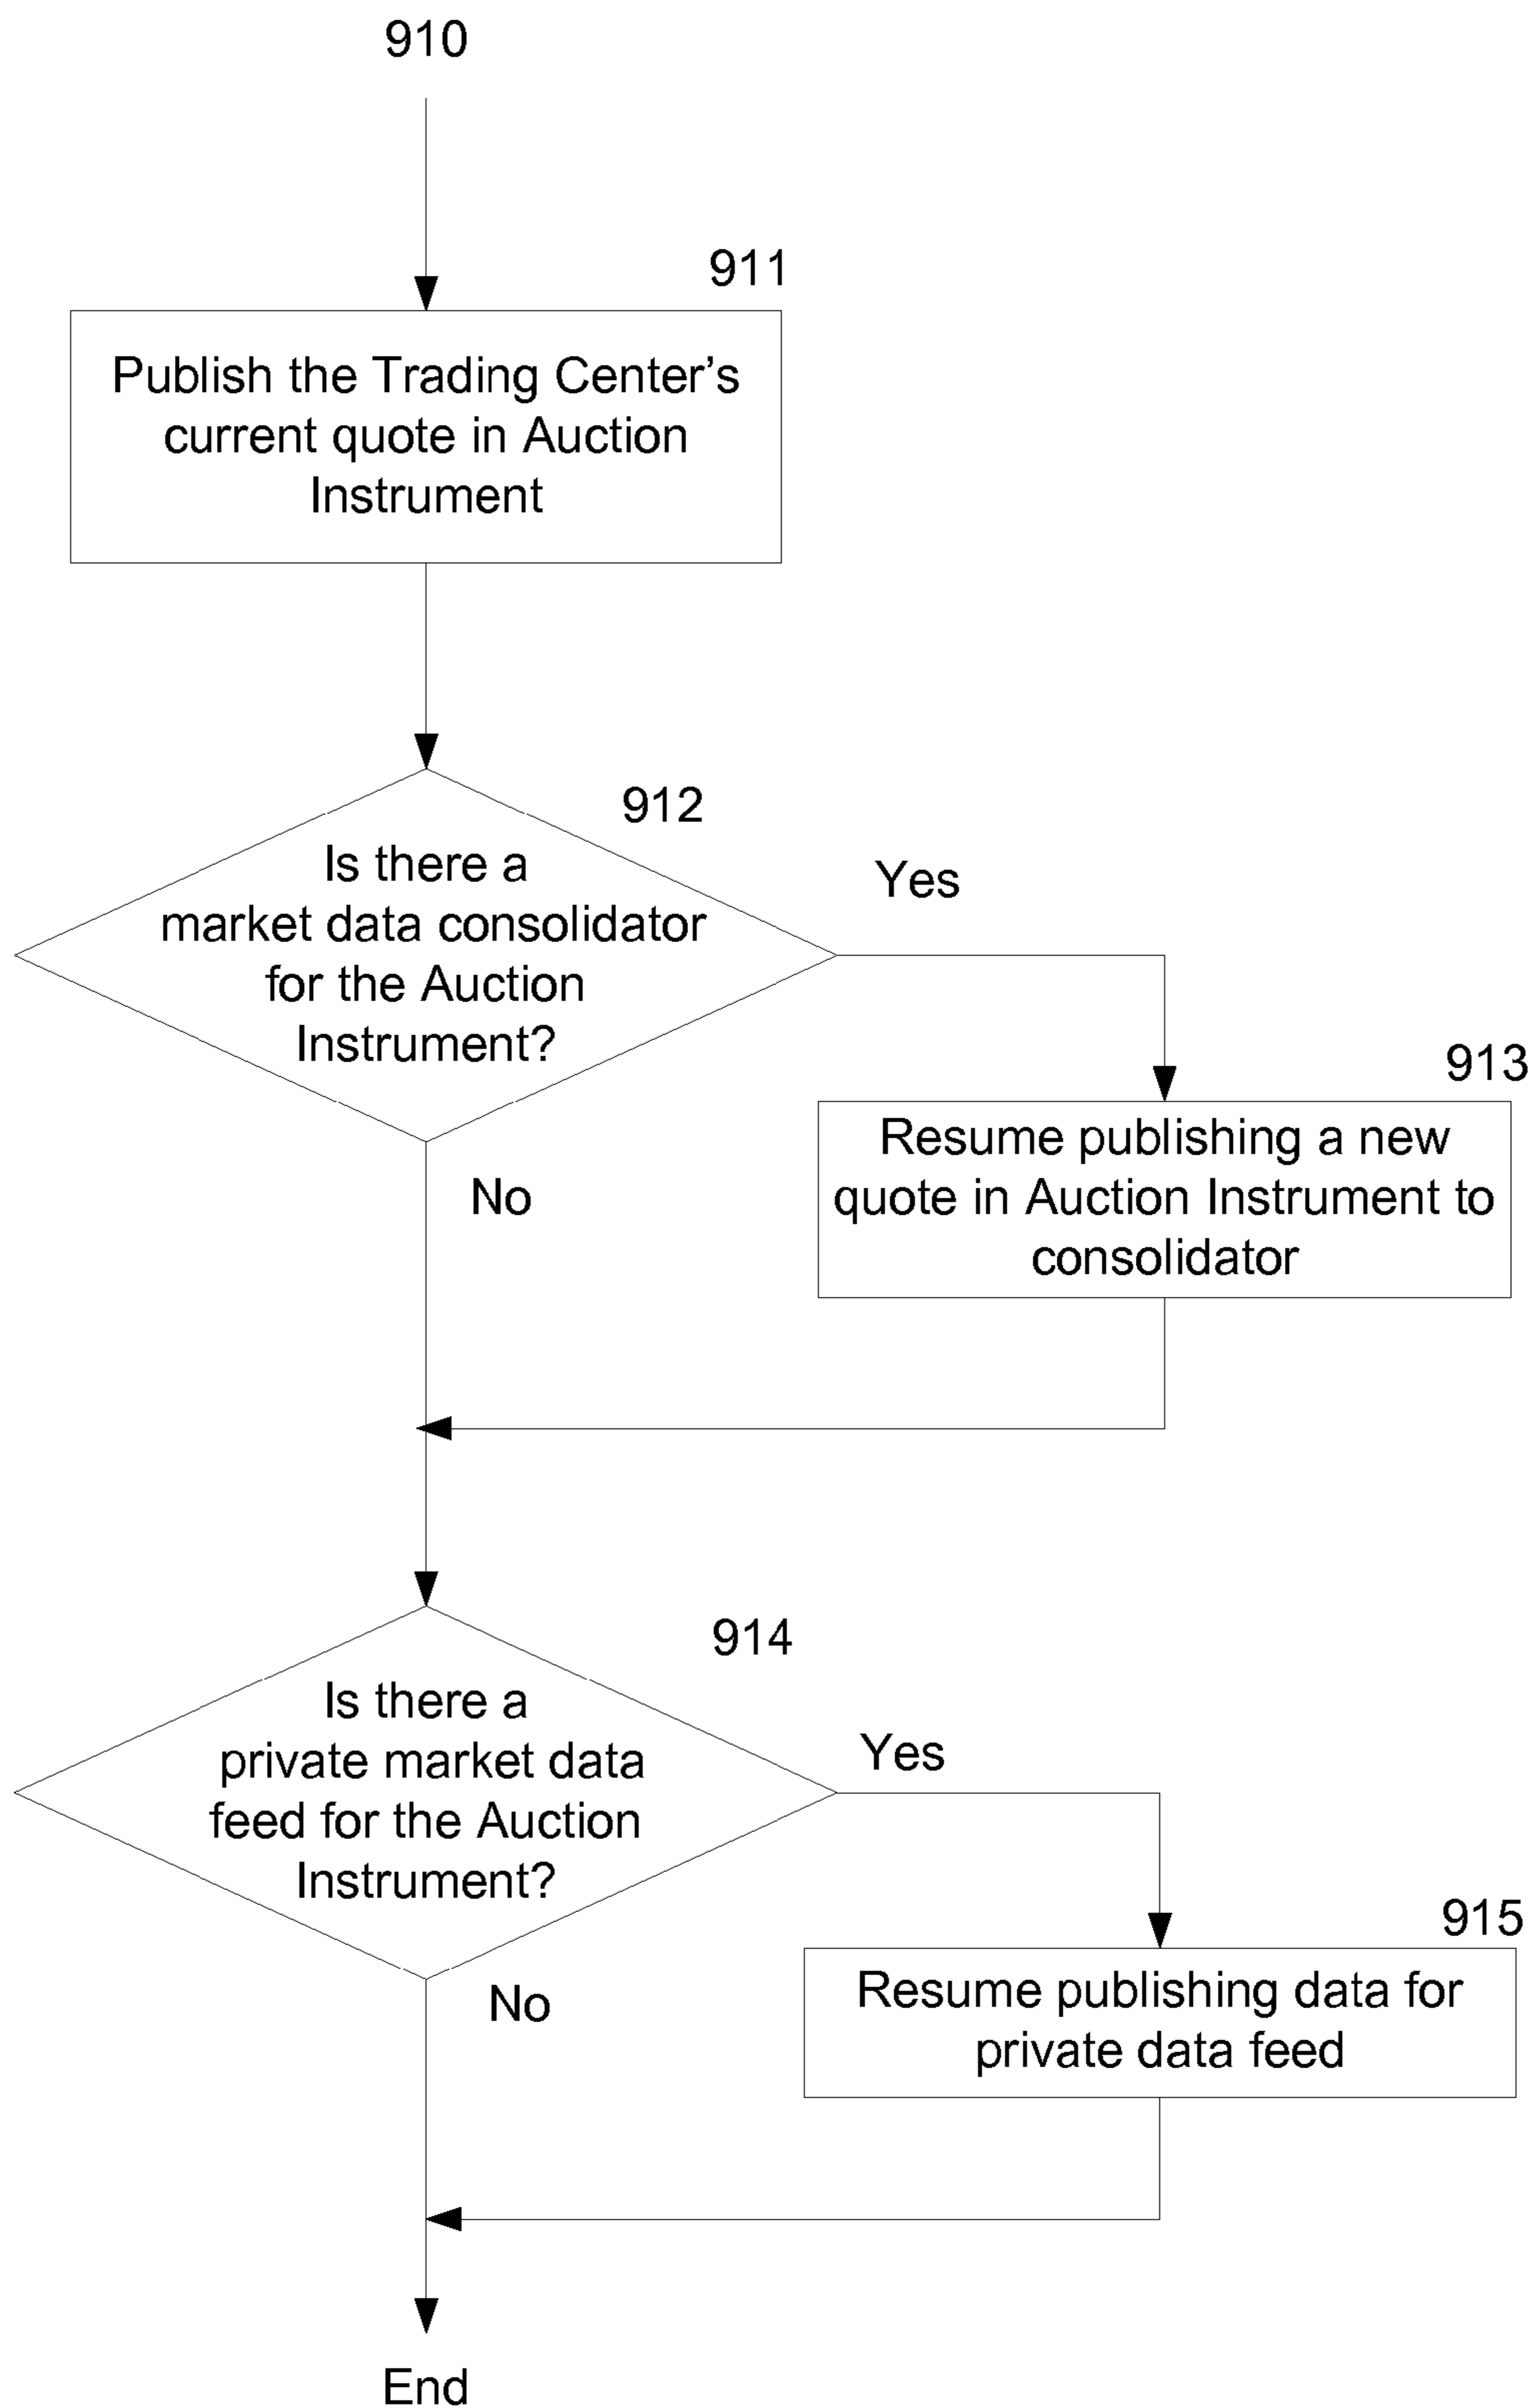 910
911
Publish the Trading Center’s
current quote in Auction
Instrument
912
Is there a
market data consolidator
for the Auction
Instrument?
Yes
No
913
Resume publishing a new
quote in Auction Instrument to
consolidator
914
Is there a
private market data
feed for the Auction
Instrument?
Yes
No
915
Resume publishing data for
private data feed
End